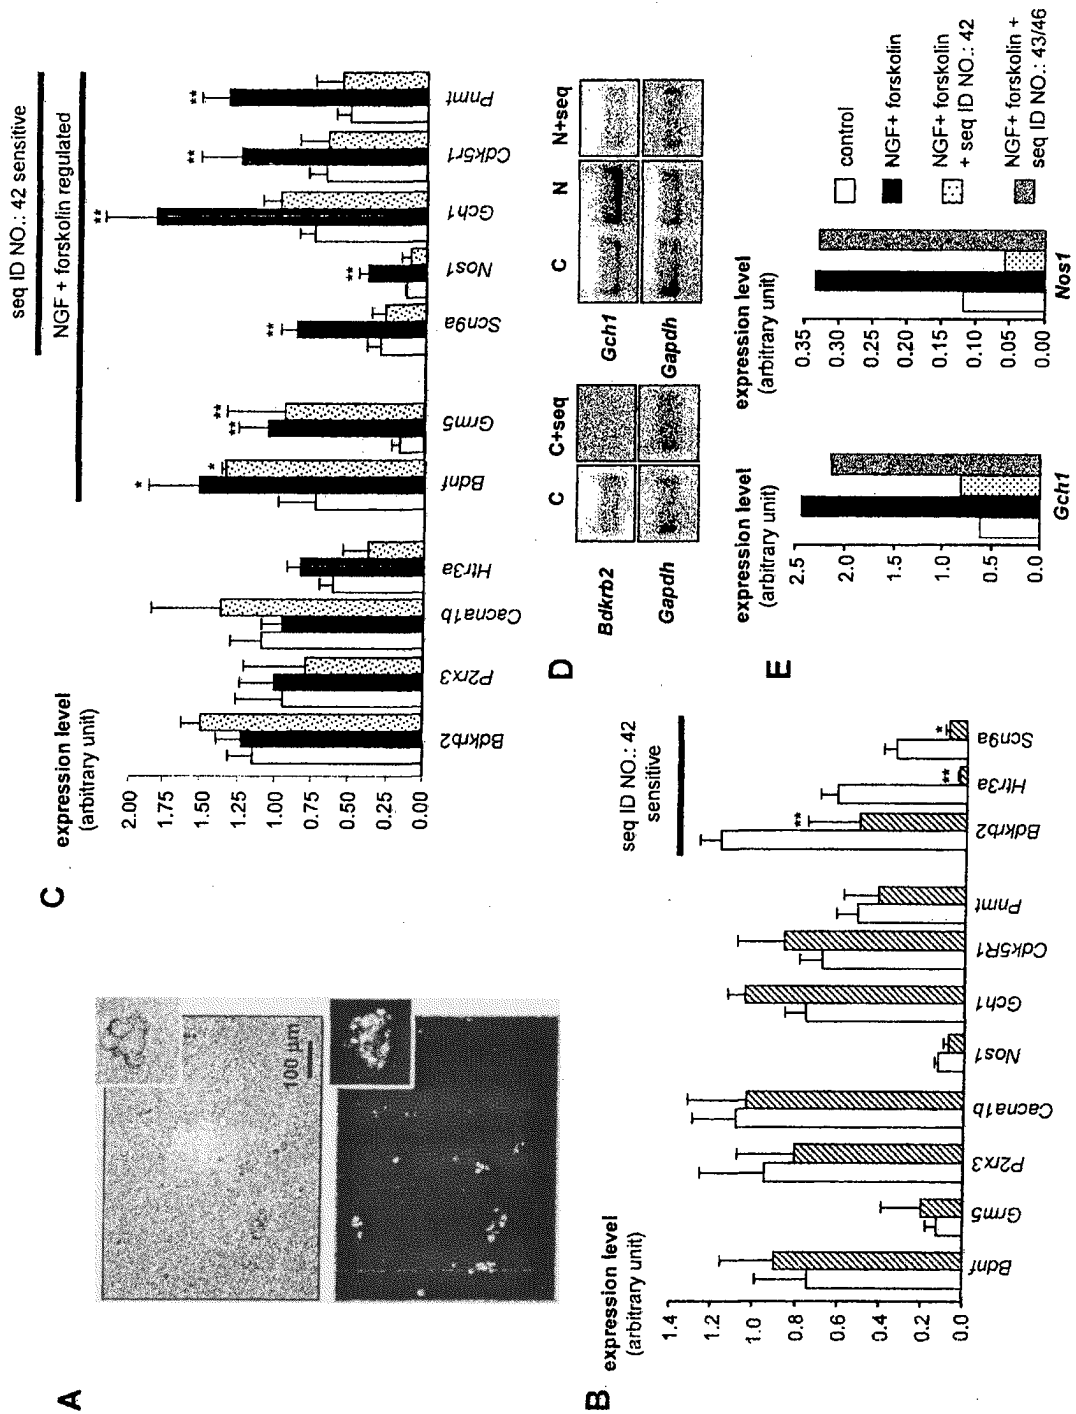 A
100 µm
B
expression level
(arbitrary unit)
1.4
1.2
1.0
0.8
0.6
0.4
0.2
0.0
seq ID NO.: 42
sensitive
*
**
**
Bdnf
Grm5
P2rx3
Cacna1b
Nos1
Gch1
Cdk5R1
Pnmt
Bdkrb2
Htr3a
Scn9a
C
expression level
(arbitrary unit)
2.00
1.75
1.50
1.25
1.00
0.75
0.50
0.25
0.00
seq ID NO.: 42 sensitive
NGF + forskolin regulated
*
*
**
**
**
**
**
**
**
Bdkrb2
P2rx3
Cacna1b
Htr3a
Bdnf
Grm5
Scn9a
Nos1
Gch1
Cdk5r1
Pnmt
D
C
C+seq
Bdkrb2
Gapdh
C
N
N+seq
Gch1
Gapdh
E
expression level
(arbitrary unit)
2.5
2.0
1.5
1.0
0.5
0.0
Gch1
expression level
(arbitrary unit)
0.35
0.30
0.25
0.20
0.15
0.10
0.05
0.00
Nos1
control
NGF+ forskolin
NGF+ forskolin
+ seq ID NO.: 42
NGF+ forskolin +
seq ID NO.: 43/46